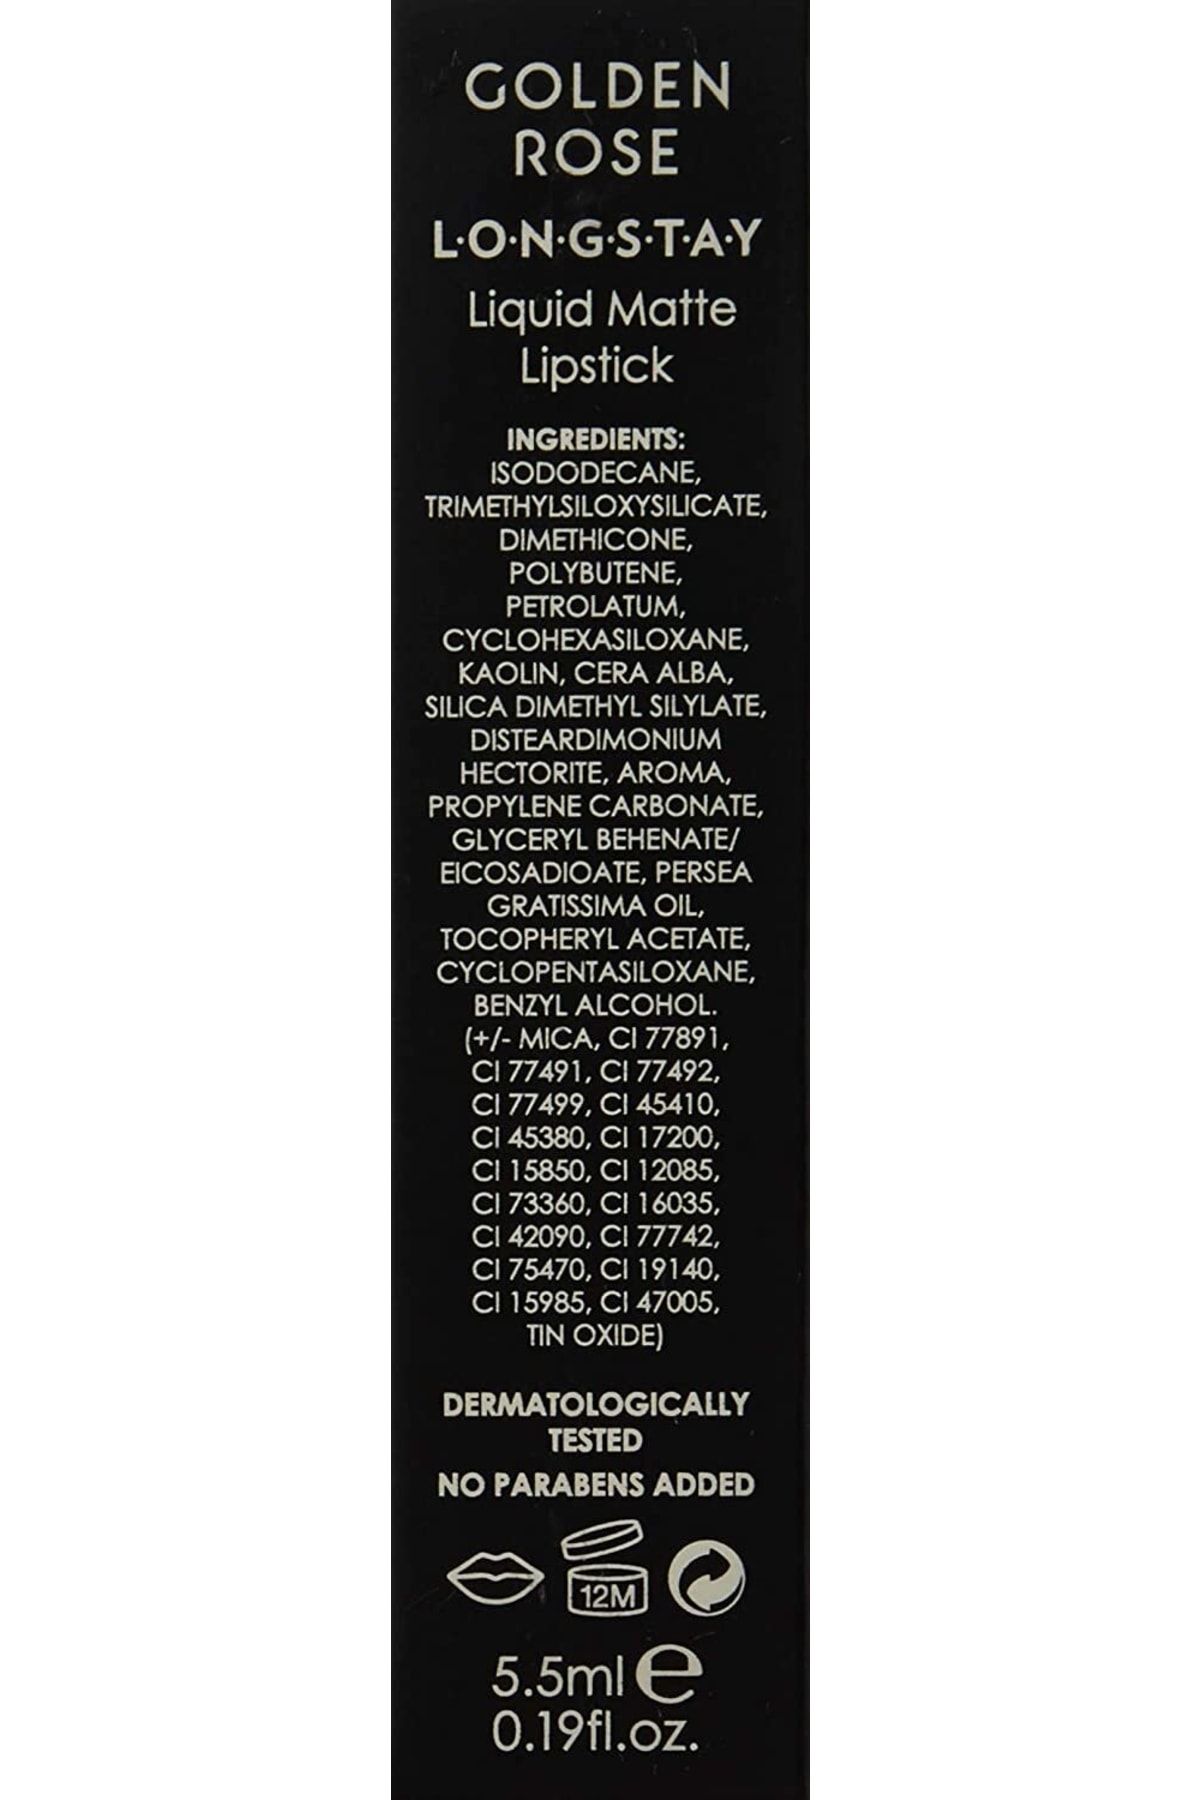 GOLDEN
ROSE
L·O·N·G·S·T·A·Y
Liquid Matte
Lipstick
INGREDIENTS:
ISODODECANE,
TRIMETHYLSILOXYSILICATE,
DIMETHICONE,
POLYBUTENE,
PETROLATUM,
CYCLOHEXASILOXANE,
KAOLIN, CERA ALBA,
SILICA DIMETHYL SILYLATE,
DISTEARDIMONIUM
HECTORITE, AROMA,
PROPYLENE CARBONATE,
GLYCERYL BEHENATE/
EICOSADIOATE, PERSEA
GRATISSIMA OIL,
TOCOPHERYL ACETATE,
CYCLOPENTASILOXANE,
BENZYL ALCOHOL.
(+/- MICA, CI 77891,
CI 77491, CI 77492,
CI 77499, CI 45410,
CI 45380, CI 17200,
CI 15850, CI 12085,
CI 73360, CI 16035,
CI 42090, CI 77742,
CI 75470, CI 19140,
CI 15985, CI 47005,
TIN OXIDE)
DERMATOLOGICALLY
TESTED
NO PARABENS ADDED
12M
5.5ml e
0.19fl.oz.